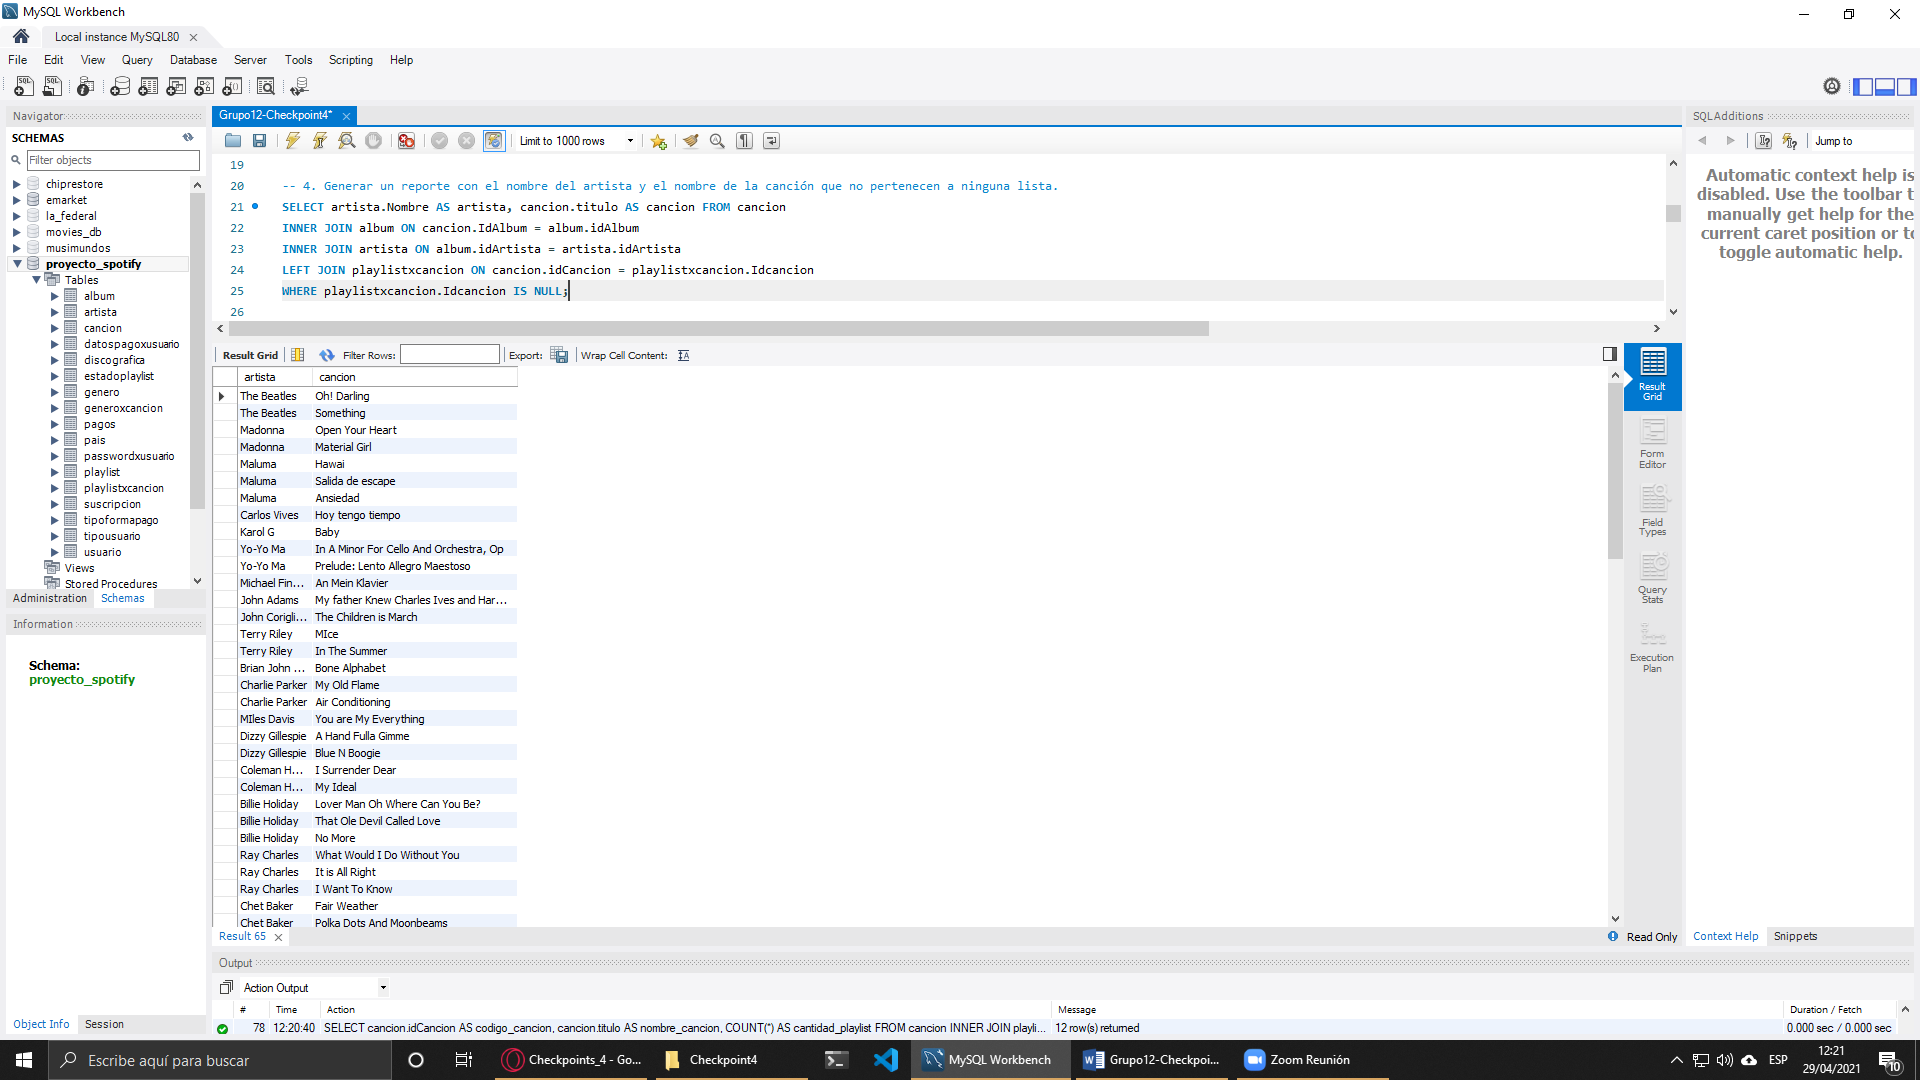 MySQL Workbench
Local instance MySQL80
File Edit View Query Database Server Tools Scripting Help
Navigator
SCHEMAS
Filter objects
chiprestore
emarket
la_federal
movies_db
musimundos
proyecto_spotify
Tables
album
artista
cancion
datospagoxusuario
discografica
estadoplaylist
genero
generoxcancion
pagos
pais
passwordxusuario
playlist
playlistxcancion
suscripcion
tipoformapago
tipousuario
usuario
Views
Stored Procedures
Administration Schemas
Information
Schema:
proyecto_spotify
Object Info Session
Grupo12-Checkpoint4*
Limit to 1000 rows
19
20 -- 4. Generar un reporte con el nombre del artista y el nombre de la canción que no pertenecen a ninguna lista.
21 SELECT artista.Nombre AS artista, cancion.titulo AS cancion FROM cancion
22 INNER JOIN album ON cancion.IdAlbum = album.idAlbum
23 INNER JOIN artista ON album.idArtista = artista.idArtista
24 LEFT JOIN playlistxcancion ON cancion.idCancion = playlistxcancion.Idcancion
25 WHERE playlistxcancion.Idcancion IS NULL;
26
Result Grid Filter Rows: Export: Wrap Cell Content:
artista cancion
The Beatles Oh! Darling
The Beatles Something
Madonna Open Your Heart
Madonna Material Girl
Maluma Hawai
Maluma Salida de escape
Maluma Ansiedad
Carlos Vives Hoy tengo tiempo
Karol G Baby
Yo-Yo Ma In A Minor For Cello And Orchestra, Op
Yo-Yo Ma Prelude: Lento Allegro Maestoso
Michael Fin... An Mein Klavier
John Adams My father Knew Charles Ives and Har...
John Corigli... The Children is March
Terry Riley MIce
Terry Riley In The Summer
Brian John ... Bone Alphabet
Charlie Parker My Old Flame
Charlie Parker Air Conditioning
MIles Davis You are My Everything
Dizzy Gillespie A Hand Fulla Gimme
Dizzy Gillespie Blue N Boogie
Coleman H... I Surrender Dear
Coleman H... My Ideal
Billie Holiday Lover Man Oh Where Can You Be?
Billie Holiday That Ole Devil Called Love
Billie Holiday No More
Ray Charles What Would I Do Without You
Ray Charles It is All Right
Ray Charles I Want To Know
Chet Baker Fair Weather
Chet Baker Polka Dots And Moonbeams
Result 65
Read Only
Result Grid
Form Editor
Field Types
Query Stats
Execution Plan
SQLAdditions
Jump to
Automatic context help is
disabled. Use the toolbar t
manually get help for the
current caret position or to
toggle automatic help.
Context Help Snippets
Output
Action Output
# Time Action Message Duration / Fetch
78 12:20:40 SELECT cancion.idCancion AS codigo_cancion, cancion.titulo AS nombre_cancion, COUNT(*) AS cantidad_playlist FROM cancion INNER JOIN playli... 12 row(s) returned 0.000 sec / 0.000 sec
Escribe aquí para buscar
Checkpoints_4 - Go...
Checkpoint4
MySQL Workbench
Grupo12-Checkpoi...
Zoom Reunión
ESP
12:21
29/04/2021
10